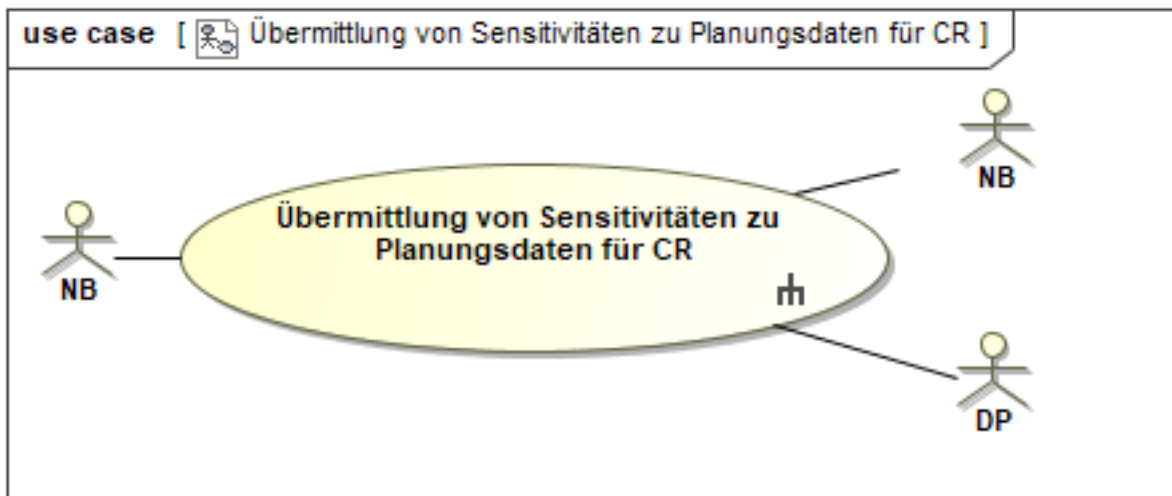 use case [ Übermittlung von Sensitivitäten zu Planungsdaten für CR ]
NB
Übermittlung von Sensitivitäten zu
Planungsdaten für CR
NB
DP